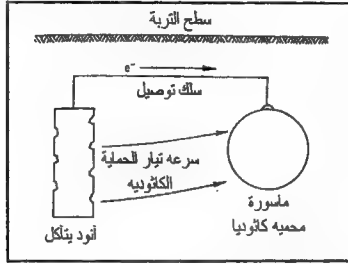 سطح التربة
e⁻
سلك توصيل
سرعه تيار الحماية
الكاثوديه
ماسورة
محميه كاثوديا
أنود يتآكل